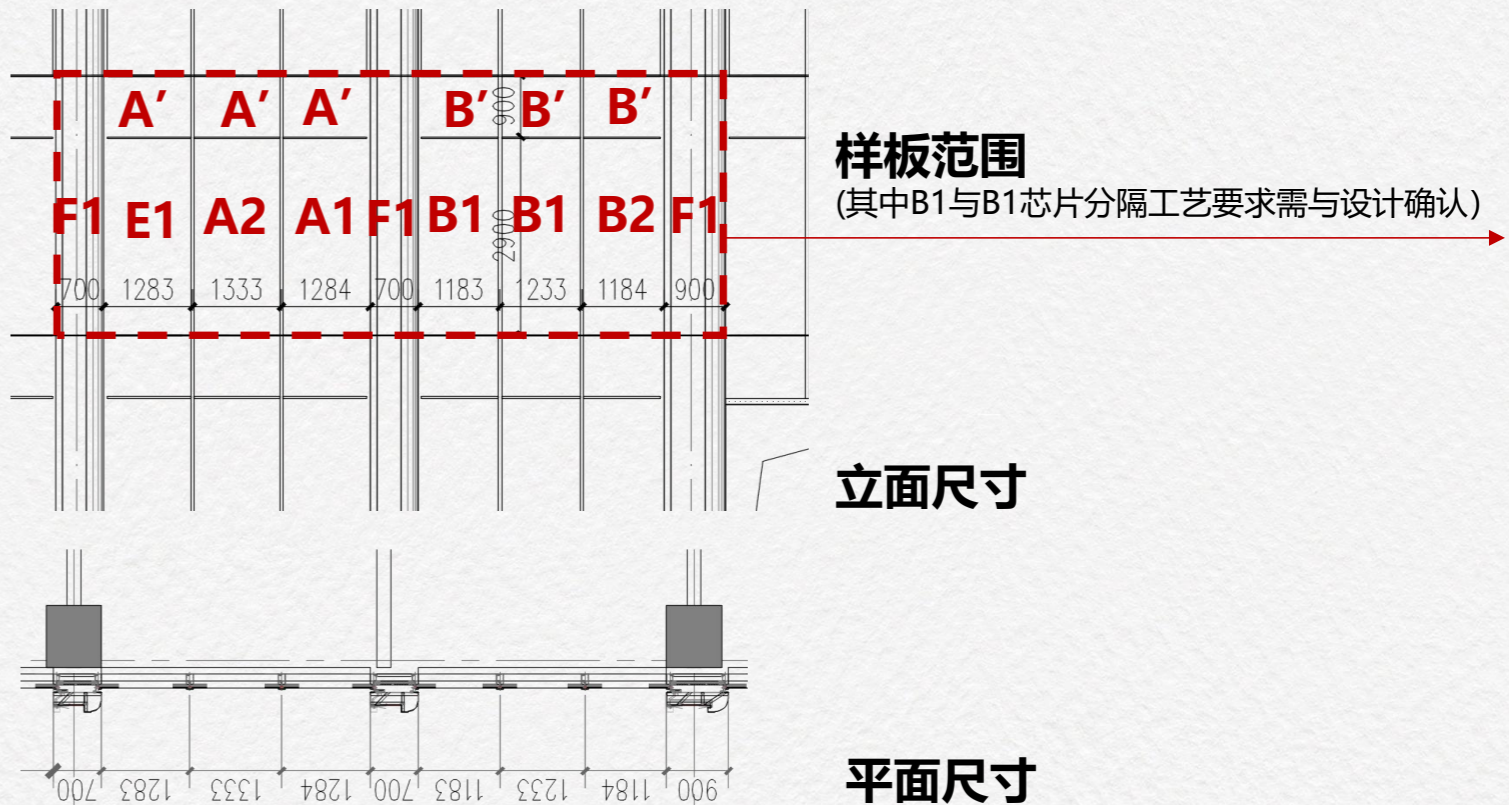 A′ A′ A′ B′ B′ B′
900
F1 E1 A2 A1 F1 B1 B1 B2 F1
2900
700 1283 1333 1284 700 1183 1233 1184 900
样板范围
(其中B1与B1芯片分隔工艺要求需与设计确认)
立面尺寸
700 1283 1333 1284 700 1183 1233 1184 900
平面尺寸